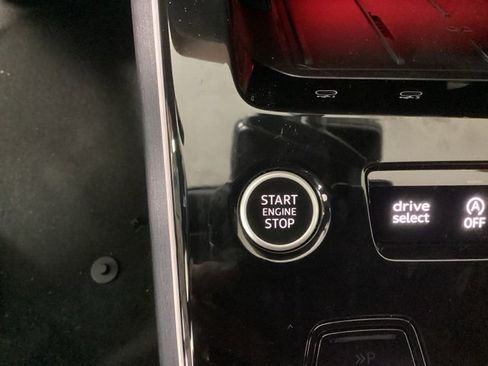 START
ENGINE
STOP
drive
select
A
OFF
»P